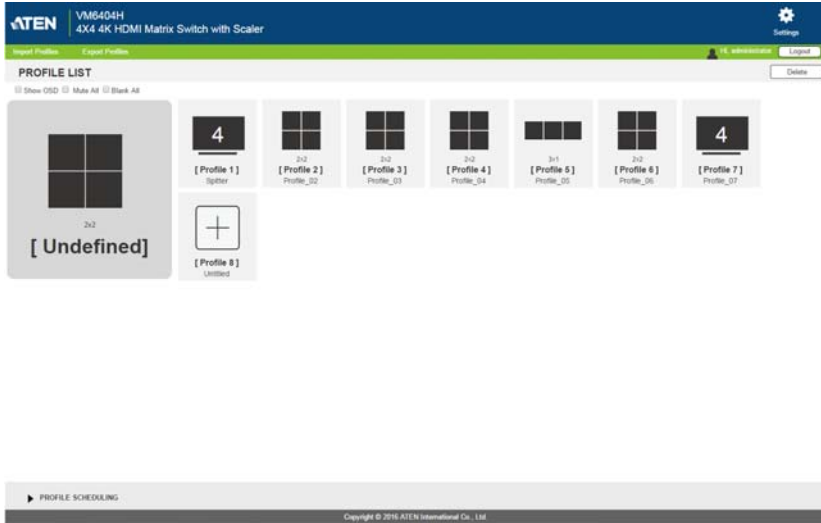 ATEN
VM6404H
4X4 4K HDMI Matrix Switch with Scaler
Settings
Import Profiles Export Profiles Hi, administrator Logout
PROFILE LIST Delete
Show OSD Mute All Blank All
2x2
[ Undefined]
4
[ Profile 1 ]
Spitter
2x2
[ Profile 2 ]
Profile_02
2x2
[ Profile 3 ]
Profile_03
2x2
[ Profile 4 ]
Profile_04
3x1
[ Profile 5 ]
Profile_05
2x2
[ Profile 6 ]
Profile_06
4
[ Profile 7 ]
Profile_07
[ Profile 8 ]
Untitled
PROFILE SCHEDULING
Copyright © 2016 ATEN International Co., Ltd